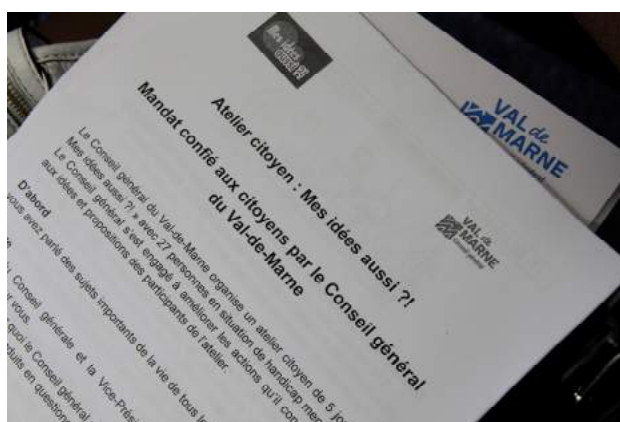 Mes idées
aussi ?!
VAL de
MARNE
VAL de
MARNE
Conseil général
Atelier citoyen : Mes idées aussi ?!
Mandat confié aux citoyens par le Conseil général
du Val-de-Marne
Le Conseil général du Val-de-Marne organise un atelier citoyen de 5 jo
Mes idées aussi ?! » avec 27 personnes en situation de handicap men
Le Conseil général s'est engagé à améliorer les actions qu'il con
aux idées et propositions des participants de l'atelier.
D'abord
vous avez parlé des sujets importants de la vie de tous le
Conseil générale et la Vice-Prési
vous.
quoi le Conseil général
duits en question